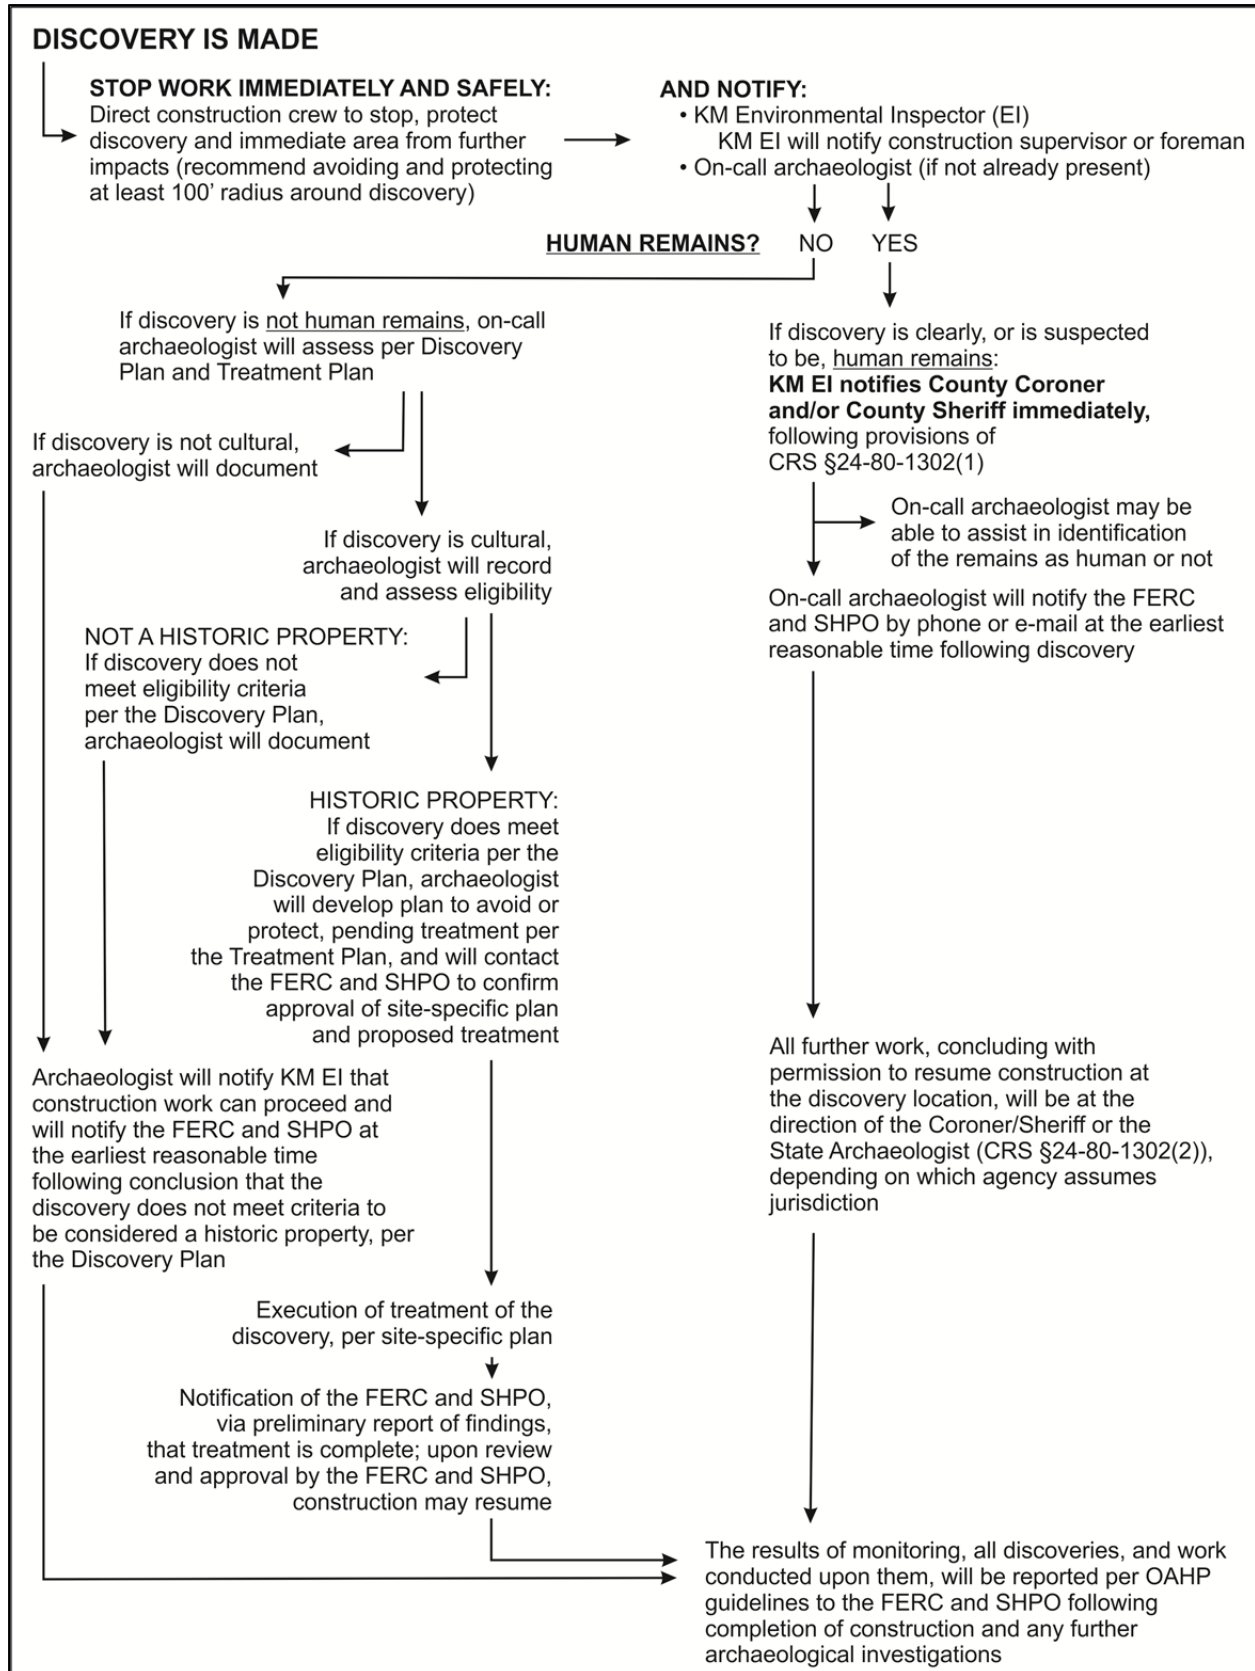 DISCOVERY IS MADE
STOP WORK IMMEDIATELY AND SAFELY:
Direct construction crew to stop, protect
discovery and immediate area from further
impacts (recommend avoiding and protecting
at least 100’ radius around discovery)
AND NOTIFY:
• KM Environmental Inspector (EI)
KM EI will notify construction supervisor or foreman
• On-call archaeologist (if not already present)
HUMAN REMAINS? NO YES
If discovery is not human remains, on-call
archaeologist will assess per Discovery
Plan and Treatment Plan
If discovery is not cultural,
archaeologist will document
If discovery is cultural,
archaeologist will record
and assess eligibility
NOT A HISTORIC PROPERTY:
If discovery does not
meet eligibility criteria
per the Discovery Plan,
archaeologist will document
HISTORIC PROPERTY:
If discovery does meet
eligibility criteria per the
Discovery Plan, archaeologist
will develop plan to avoid or
protect, pending treatment per
the Treatment Plan, and will contact
the FERC and SHPO to confirm
approval of site-specific plan
and proposed treatment
Archaeologist will notify KM EI that
construction work can proceed and
will notify the FERC and SHPO at
the earliest reasonable time
following conclusion that the
discovery does not meet criteria to
be considered a historic property, per
the Discovery Plan
Execution of treatment of the
discovery, per site-specific plan
Notification of the FERC and SHPO,
via preliminary report of findings,
that treatment is complete; upon review
and approval by the FERC and SHPO,
construction may resume
If discovery is clearly, or is suspected
to be, human remains:
KM EI notifies County Coroner
and/or County Sheriff immediately,
following provisions of
CRS §24-80-1302(1)
On-call archaeologist may be
able to assist in identification
of the remains as human or not
On-call archaeologist will notify the FERC
and SHPO by phone or e-mail at the earliest
reasonable time following discovery
All further work, concluding with
permission to resume construction at
the discovery location, will be at the
direction of the Coroner/Sheriff or the
State Archaeologist (CRS §24-80-1302(2)),
depending on which agency assumes
jurisdiction
The results of monitoring, all discoveries, and work
conducted upon them, will be reported per OAHP
guidelines to the FERC and SHPO following
completion of construction and any further
archaeological investigations